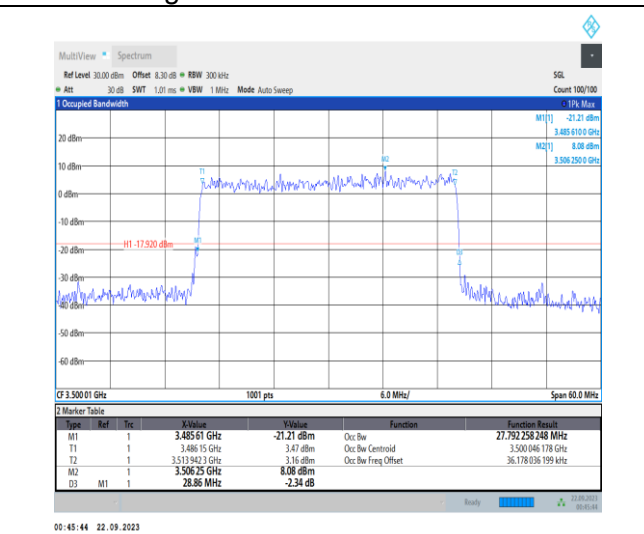 MultiView Spectrum
Ref Level 30.00 dBm Offset 8.30 dB RBW 300 kHz SGL
Att 30 dB SWT 1.01 ms VBW 1 MHz Mode Auto Sweep Count 100/100
1 Occupied Bandwidth 1Pk Max
M1[1] -21.21 dBm
3.485 610 0 GHz
M2[1] 8.08 dBm
3.506 250 0 GHz
20 dBm
10 dBm
T1 M2 T2
0 dBm
-10 dBm
H1 -17.920 dBm M1
-20 dBm
-30 dBm
-40 dBm
-50 dBm
-60 dBm
CF 3.500 01 GHz 1001 pts 6.0 MHz/ Span 60.0 MHz
2 Marker Table
Type Ref Trc X-Value Y-Value Function Function Result
M1 1 3.485 61 GHz -21.21 dBm Occ Bw 27.792 258 248 MHz
T1 1 3.486 15 GHz 3.47 dBm Occ Bw Centroid 3.500 046 178 GHz
T2 1 3.513 942 3 GHz 3.16 dBm Occ Bw Freq Offset 36.178 036 199 kHz
M2 1 3.506 25 GHz 8.08 dBm
D3 M1 1 28.86 MHz -2.34 dB
Ready 22.09.2023
00:45:44
00:45:44 22.09.2023